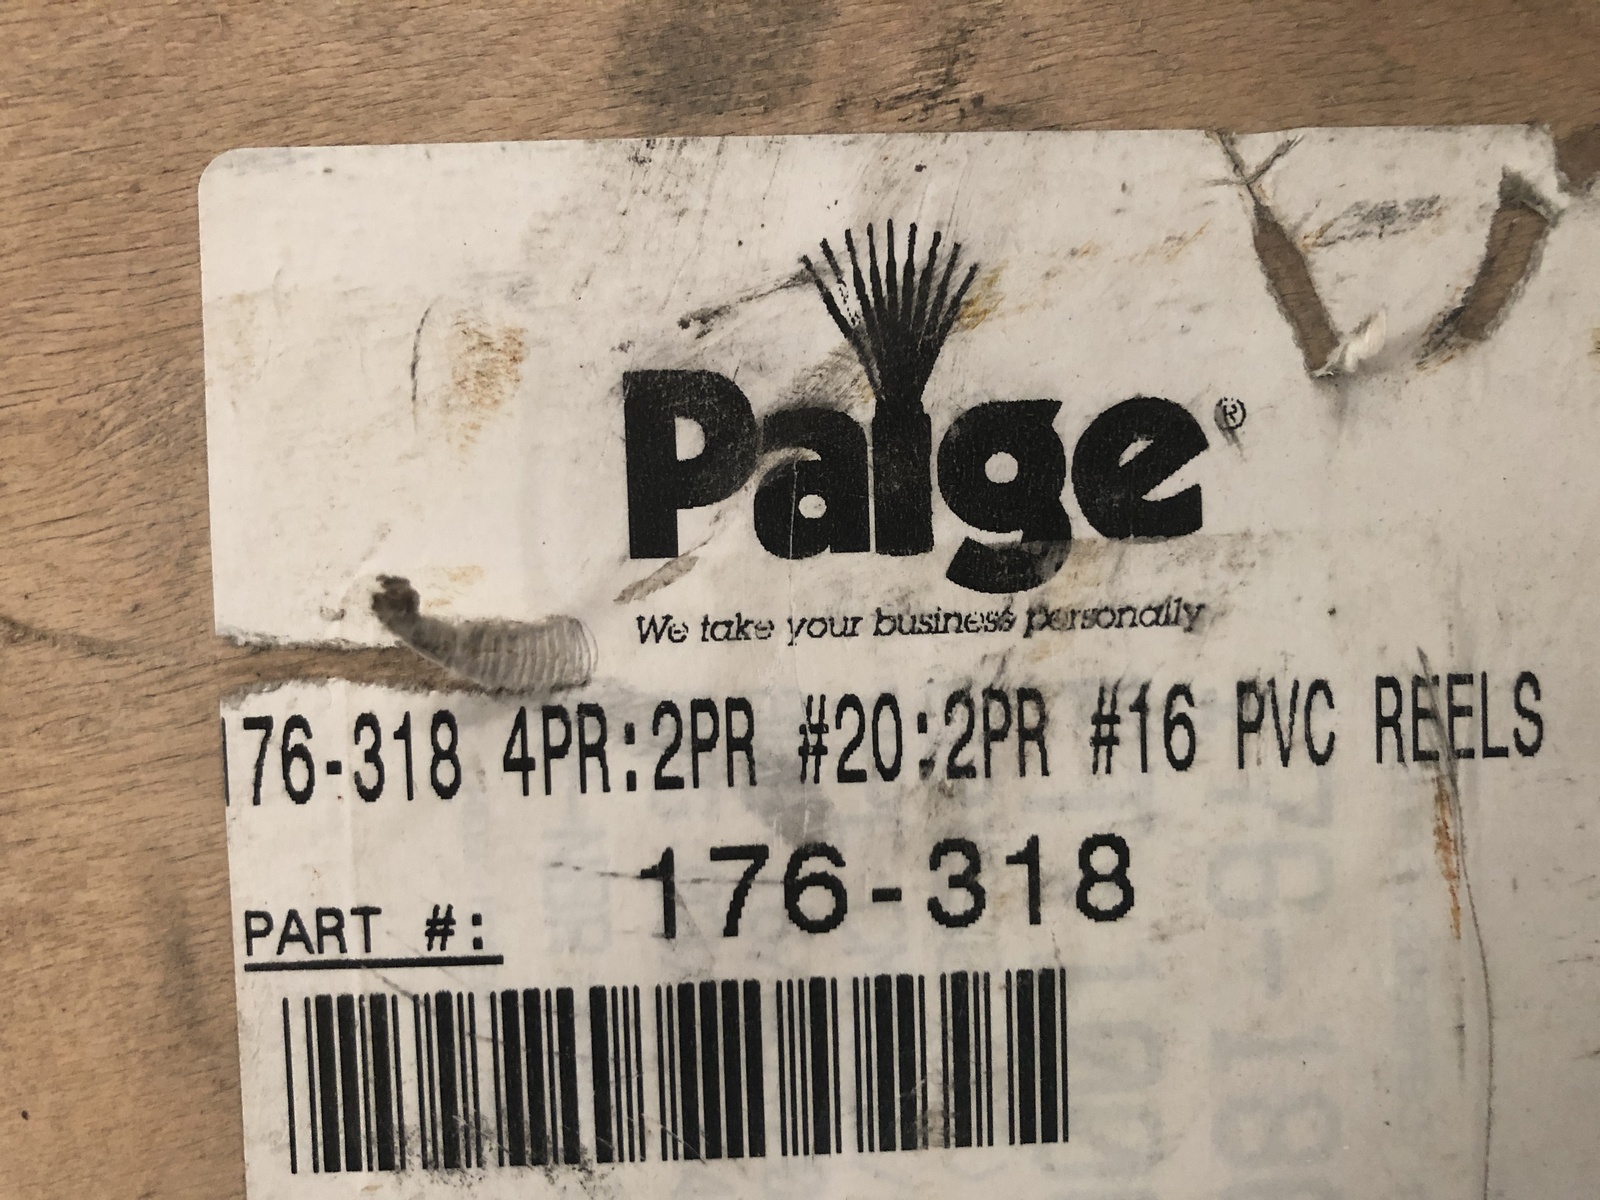 Paige®
We take your business personally
176-318 4PR:2PR #20:2PR #16 PVC REELS
PART #: 176-318